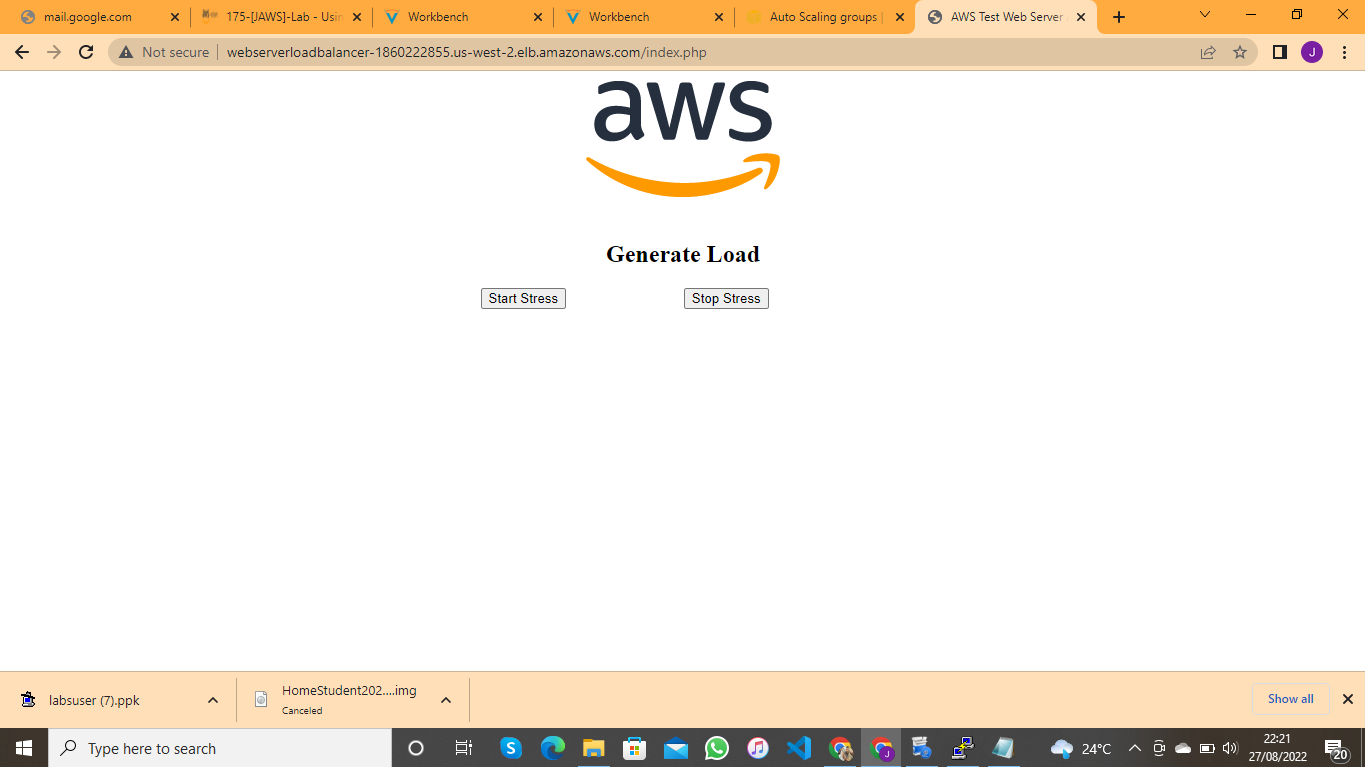 mail.google.com
175-[JAWS]-Lab - Usin
Workbench
Workbench
Auto Scaling groups |
AWS Test Web Server
Not secure
webserverloadbalancer-1860222855.us-west-2.elb.amazonaws.com/index.php
J
aws
Generate Load
Start Stress
Stop Stress
labsuser (7).ppk
HomeStudent202....img
Canceled
Show all
Type here to search
24°C
22:21
27/08/2022
20